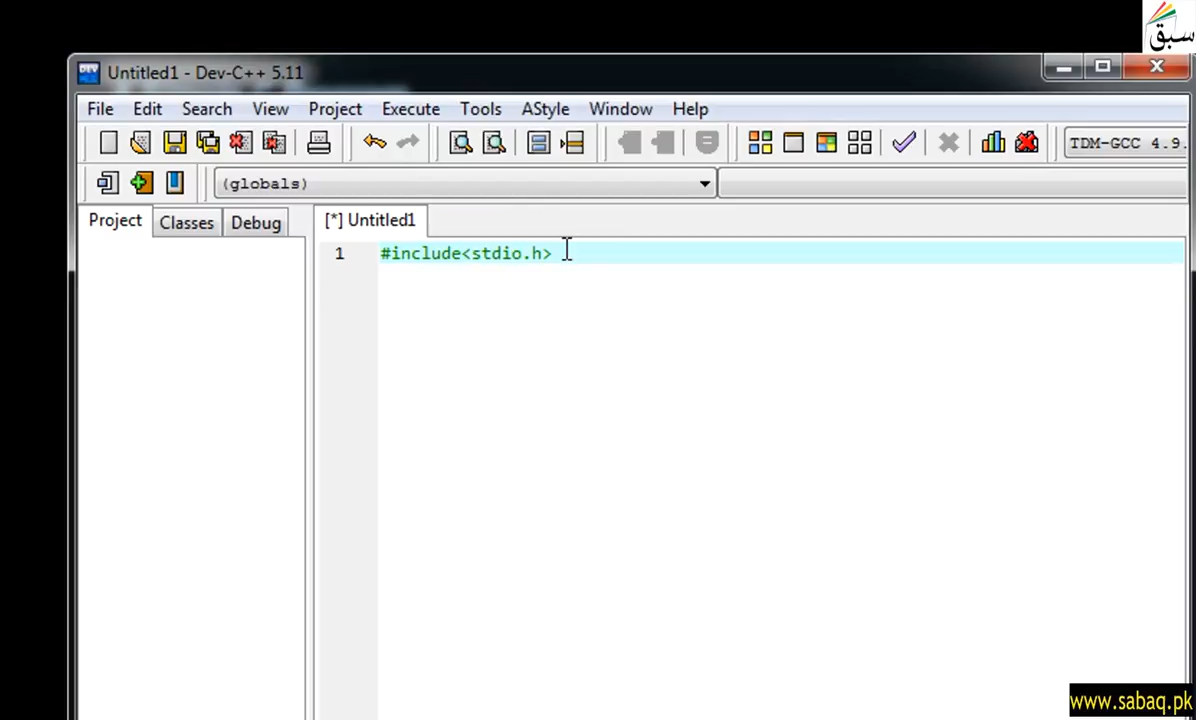 سبق
DEV Untitled1 - Dev-C++ 5.11
File Edit Search View Project Execute Tools AStyle Window Help
TDM-GCC 4.9.
(globals)
Project Classes Debug [*] Untitled1
1 #include<stdio.h>
www.sabaq.pk